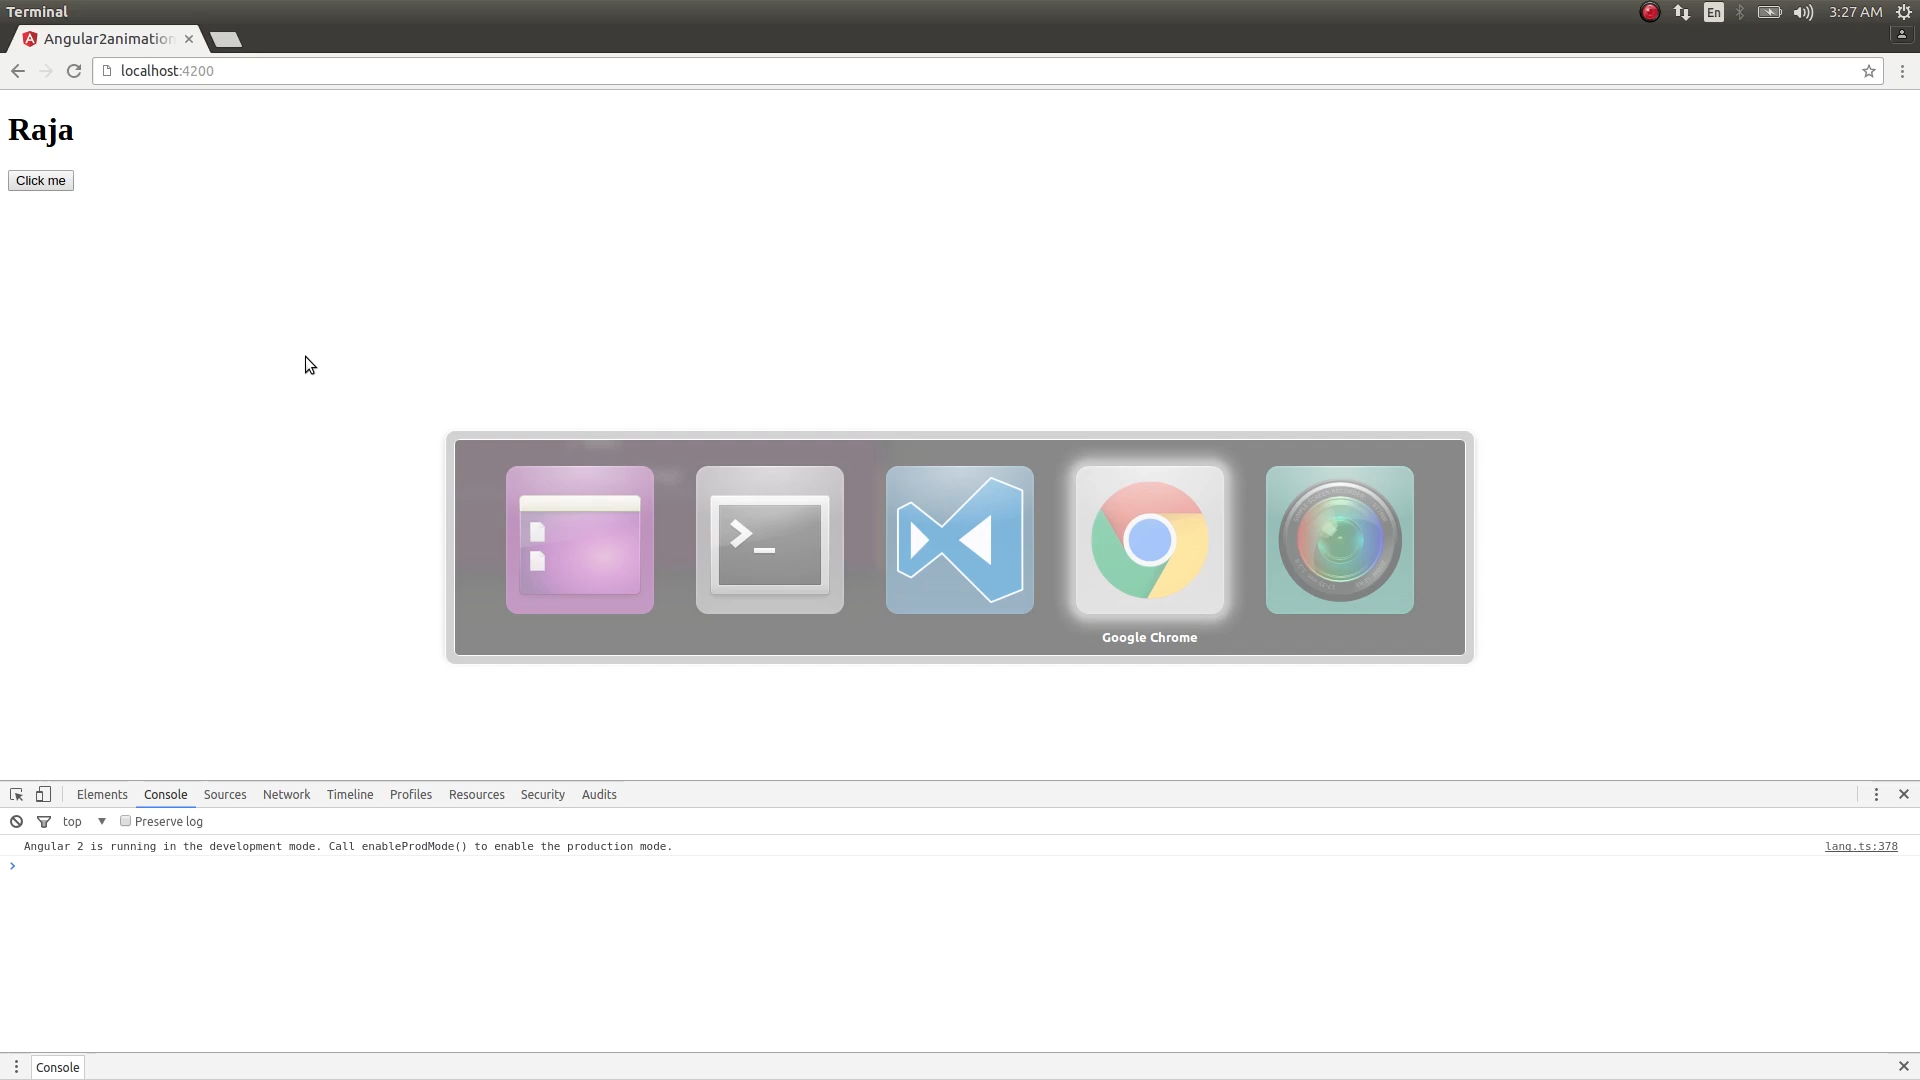 Terminal
En
3:27 AM
Angular2animation
localhost:4200
Raja
Click me
Google Chrome
Elements Console Sources Network Timeline Profiles Resources Security Audits
top Preserve log
Angular 2 is running in the development mode. Call enableProdMode() to enable the production mode. lang.ts:378
Console